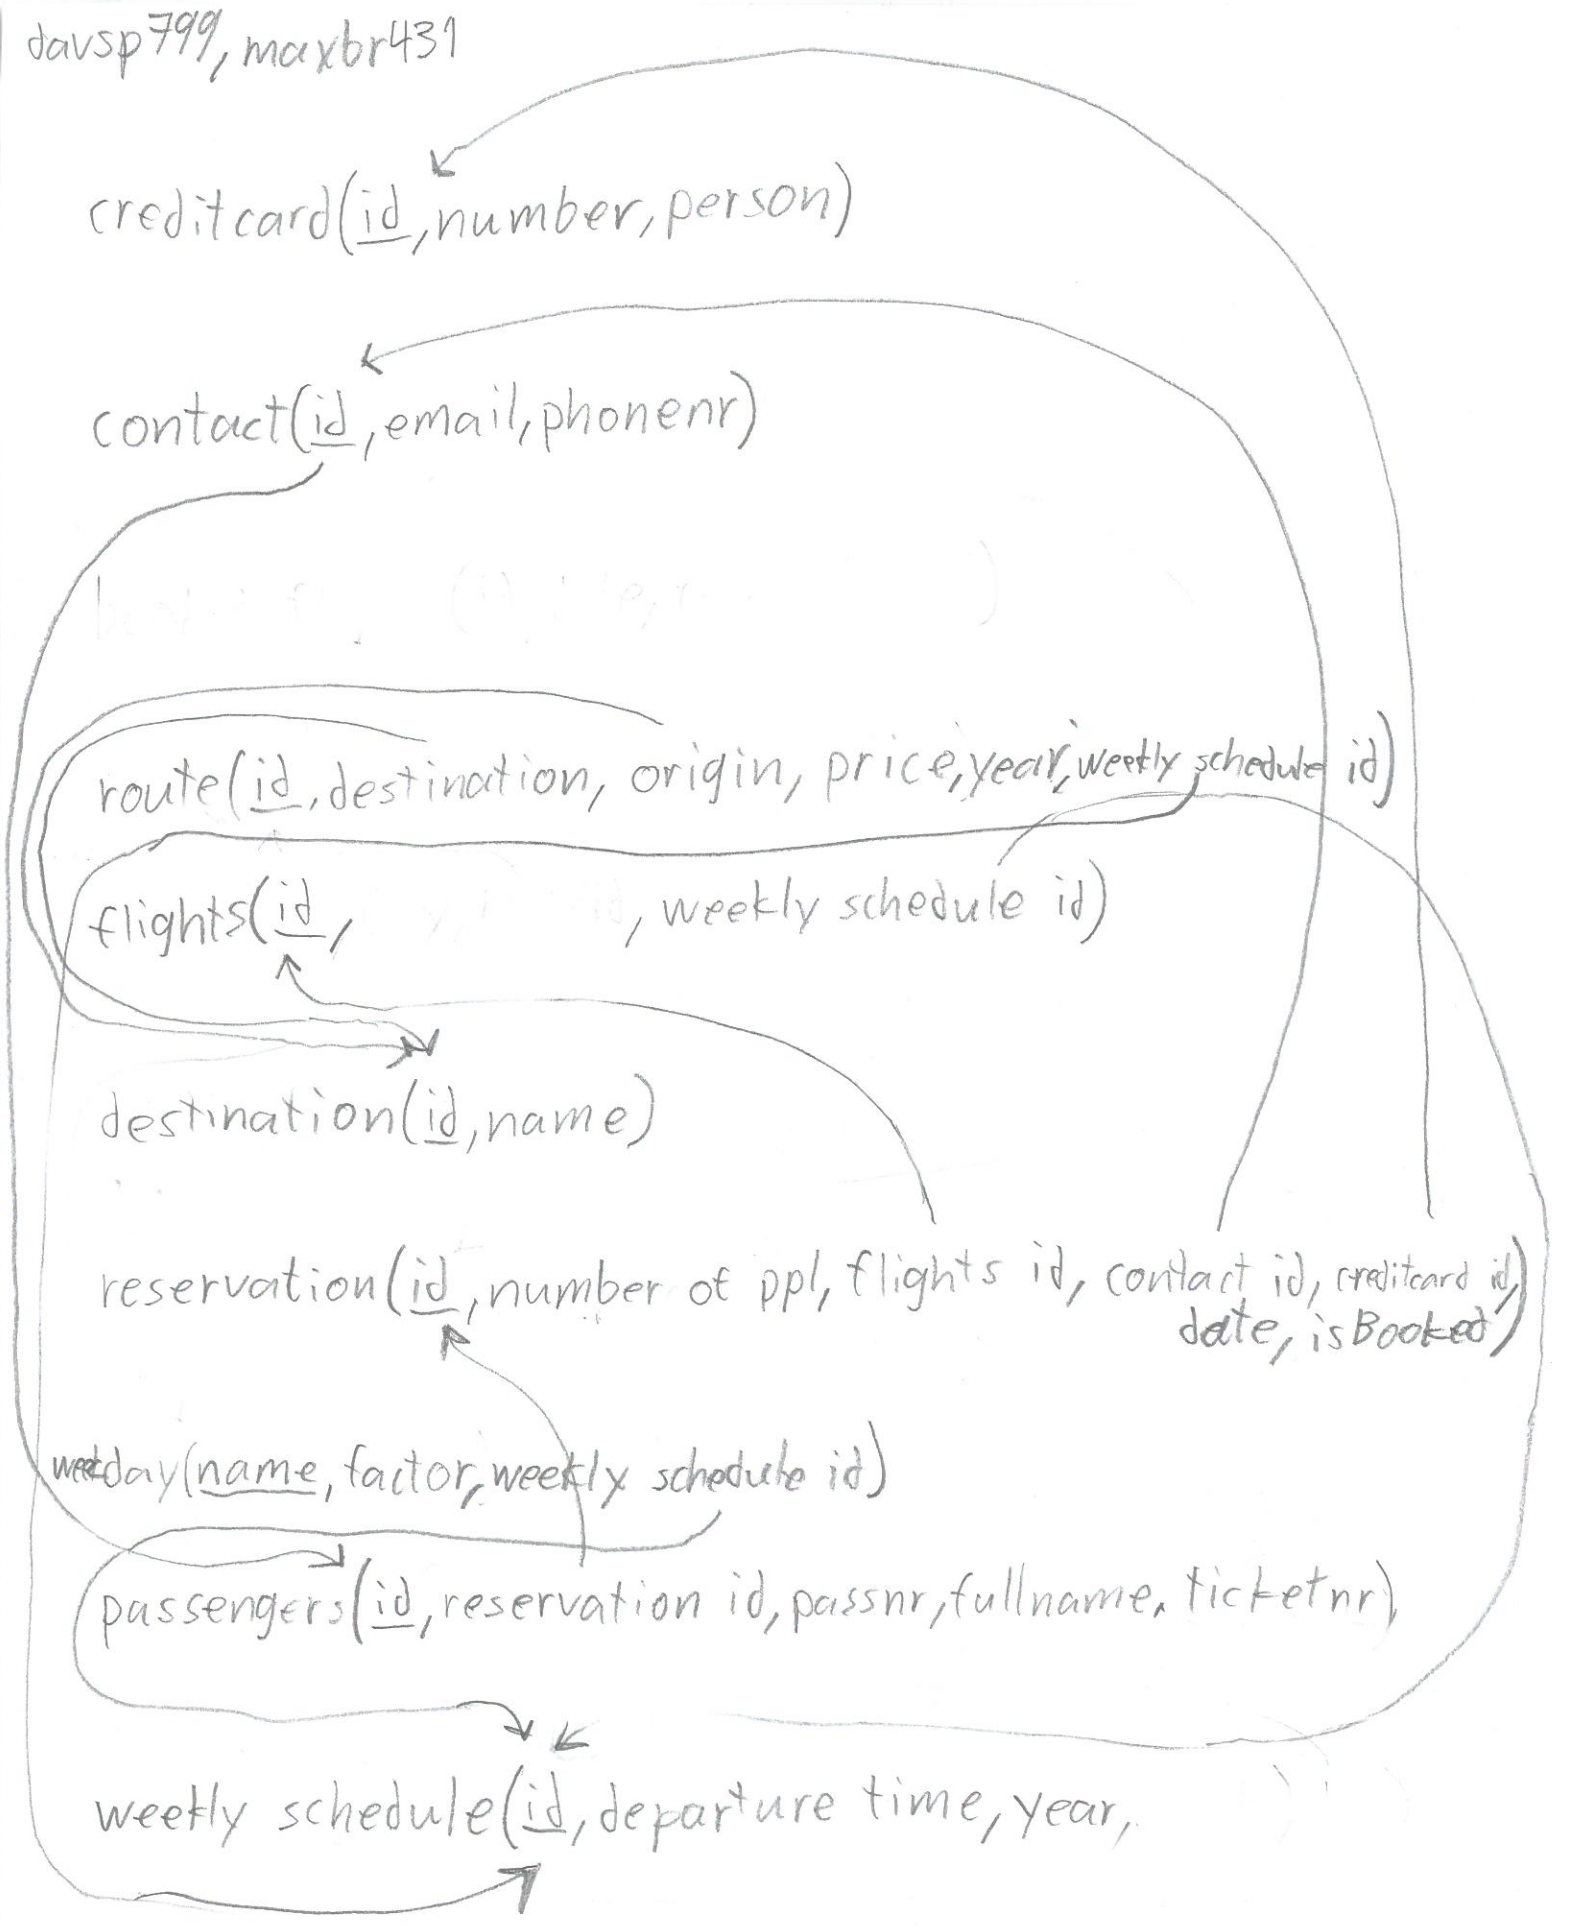 davsp799, maxbr431
creditcard(id, number, person)
contact(id, email, phonenr)
route(id, destination, origin, price, year, weekly schedule id)
flights(id, , weekly schedule id)
destination(id, name)
reservation(id, number of ppl, flights id, contact id, creditcard id,
date, isBooked)
weekday(name, factor, weekly schedule id)
passengers(id, reservation id, passnr, fullname, ticketnr)
weekly schedule(id, departure time, year,